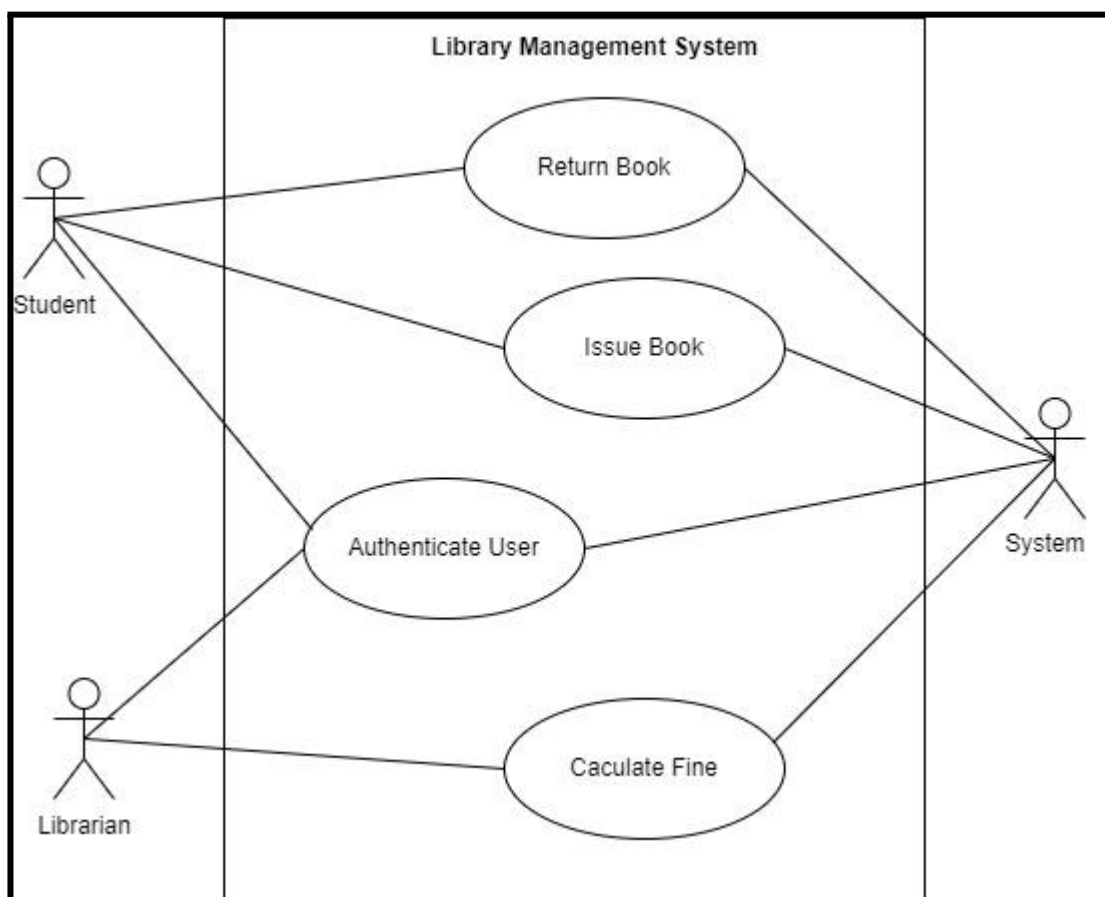 Library Management System
Return Book
Student
Issue Book
Authenticate User
System
Caculate Fine
Librarian